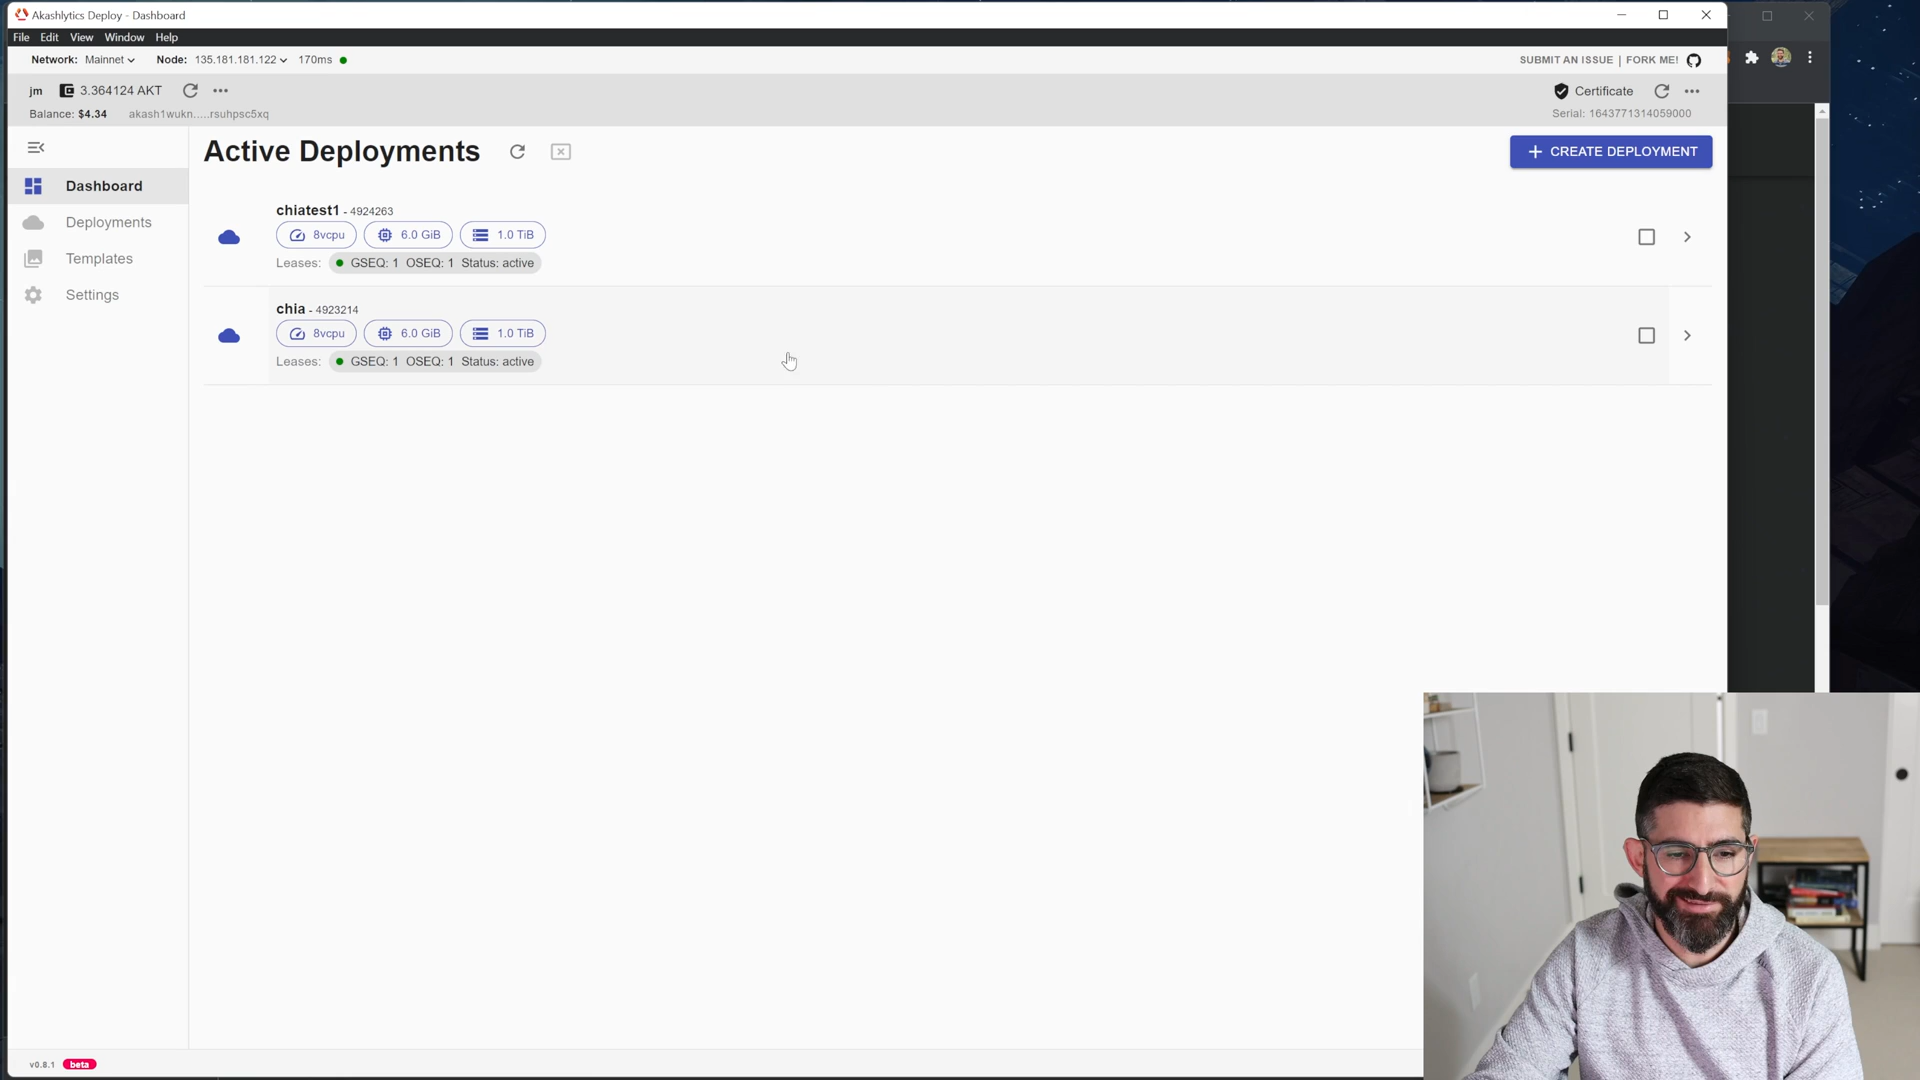 Akashlytics Deploy - Dashboard
File Edit View Window Help
Network: Mainnet Node: 135.181.181.122 170ms
SUBMIT AN ISSUE | FORK ME!
jm 3.364124 AKT
Certificate
Balance: $4.34 akash1wukn.....rsuhpsc5xq
Serial: 1643771314059000
Active Deployments
CREATE DEPLOYMENT
Dashboard
Deployments
Templates
Settings
chiatest1 - 4924263
8vcpu 6.0 GiB 1.0 TiB
Leases: GSEQ: 1 OSEQ: 1 Status: active
chia - 4923214
8vcpu 6.0 GiB 1.0 TiB
Leases: GSEQ: 1 OSEQ: 1 Status: active
v0.8.1 beta